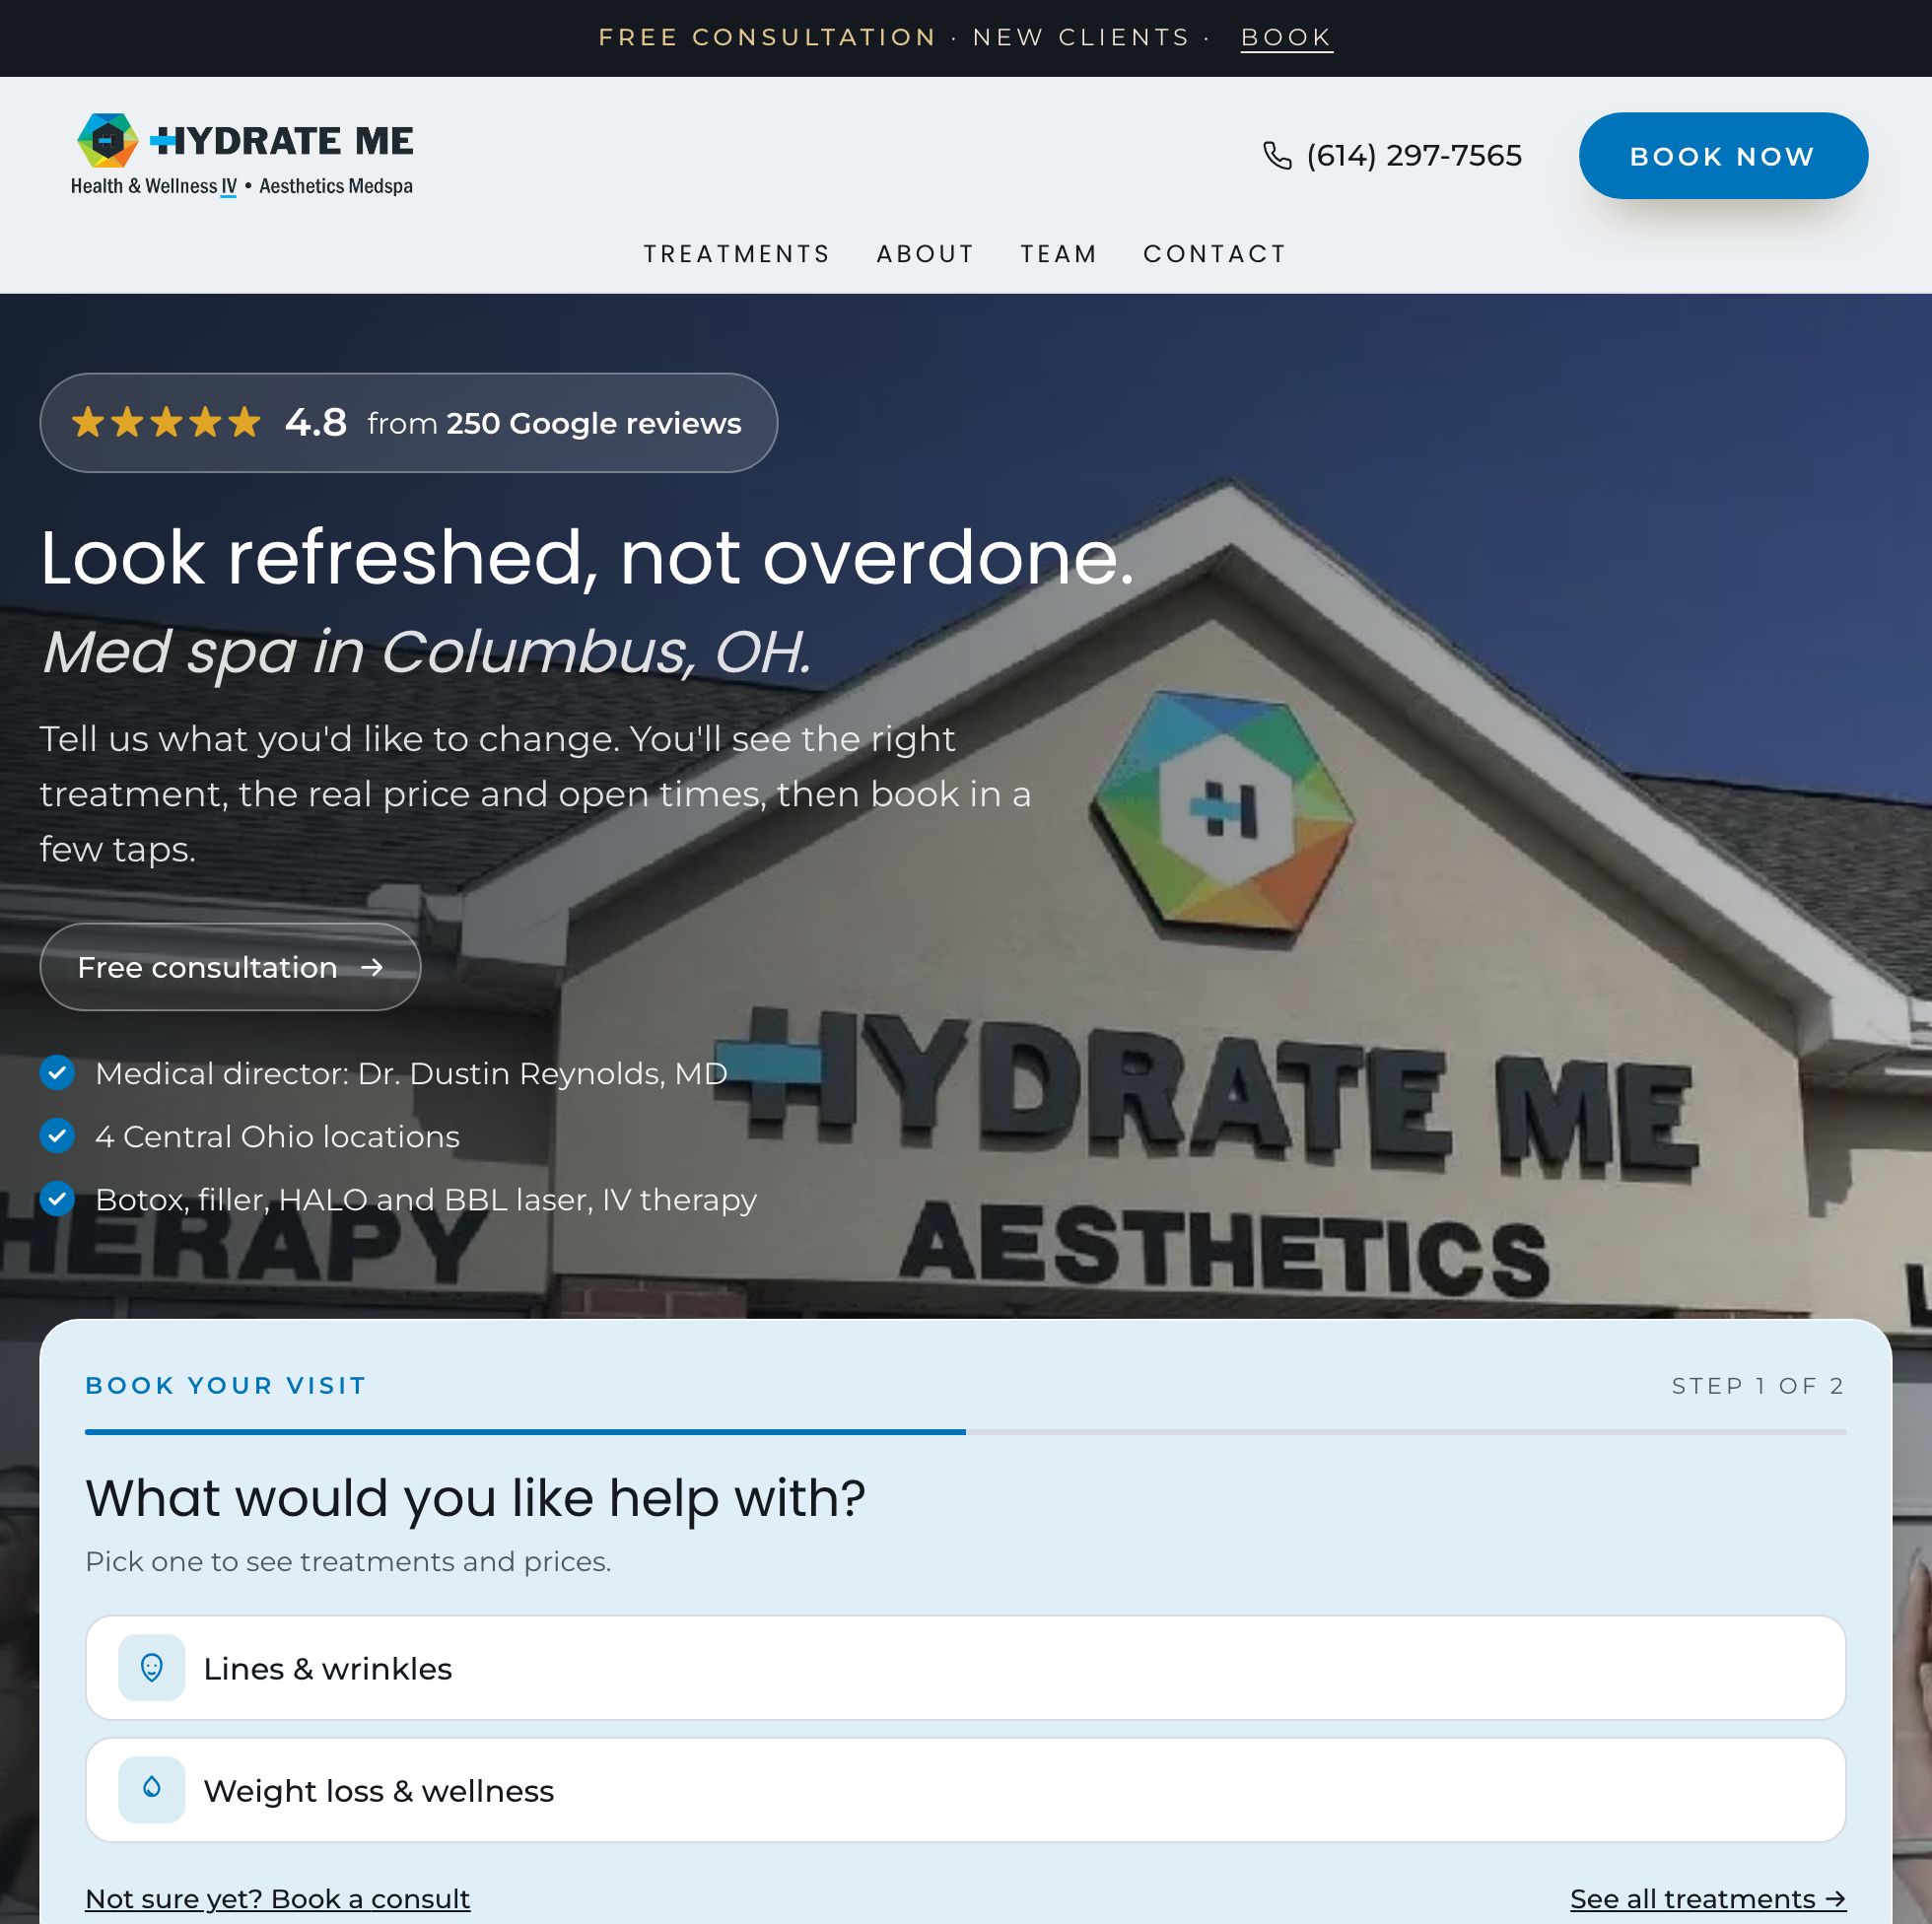 FREE CONSULTATION · NEW CLIENTS · BOOK
HYDRATE ME
Health & Wellness IV • Aesthetics Medspa
(614) 297-7565
BOOK NOW
TREATMENTS ABOUT TEAM CONTACT
4.8 from 250 Google reviews
Look refreshed, not overdone.
Med spa in Columbus, OH.
Tell us what you'd like to change. You'll see the right
treatment, the real price and open times, then book in a
few taps.
H
Free consultation →
HYDRATE ME
Medical director: Dr. Dustin Reynolds, MD
4 Central Ohio locations
Botox, filler, HALO and BBL laser, IV therapy
HERAPY
AESTHETICS
BOOK YOUR VISIT
STEP 1 OF 2
What would you like help with?
Pick one to see treatments and prices.
Lines & wrinkles
Weight loss & wellness
Not sure yet? Book a consult
See all treatments →